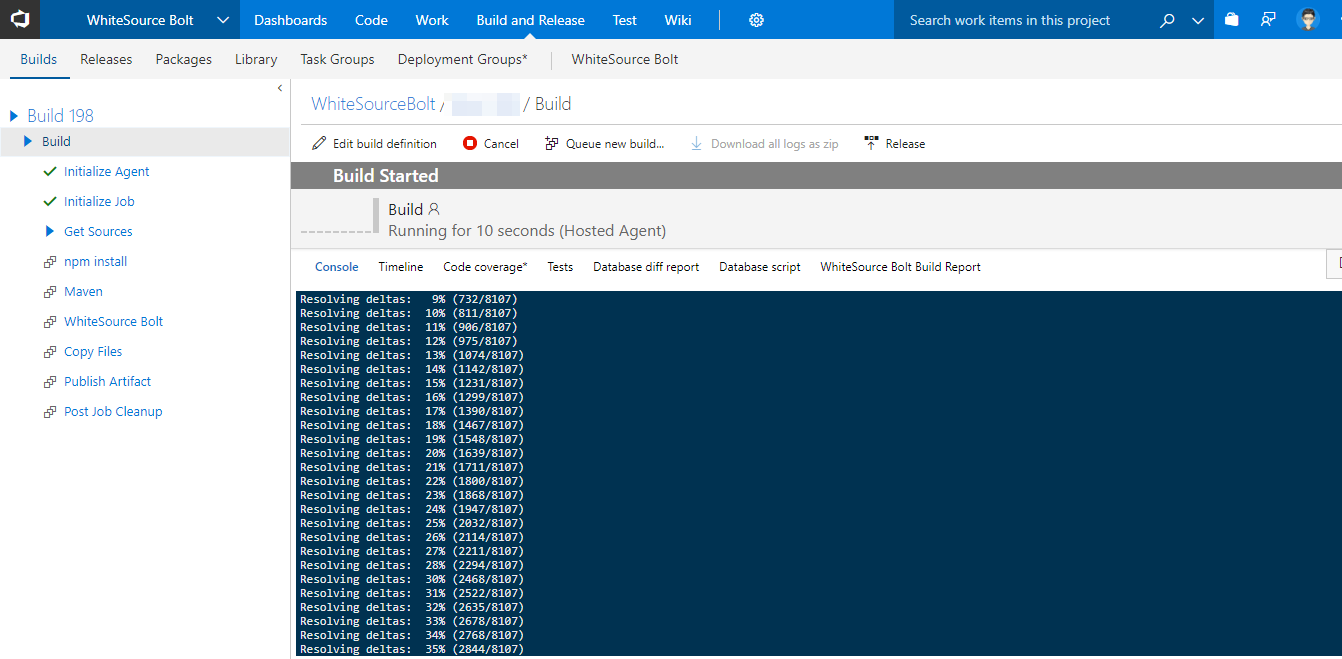 WhiteSource Bolt Dashboards Code Work Build and Release Test Wiki Search work items in this project
Builds Releases Packages Library Task Groups Deployment Groups* WhiteSource Bolt
Build 198
Build
Initialize Agent
Initialize Job
Get Sources
npm install
Maven
WhiteSource Bolt
Copy Files
Publish Artifact
Post Job Cleanup
WhiteSourceBolt / / Build
Edit build definition Cancel Queue new build... Download all logs as zip Release
Build Started
Build
Running for 10 seconds (Hosted Agent)
Console Timeline Code coverage* Tests Database diff report Database script WhiteSource Bolt Build Report
Resolving deltas: 9% (732/8107)
Resolving deltas: 10% (811/8107)
Resolving deltas: 11% (906/8107)
Resolving deltas: 12% (975/8107)
Resolving deltas: 13% (1074/8107)
Resolving deltas: 14% (1142/8107)
Resolving deltas: 15% (1231/8107)
Resolving deltas: 16% (1299/8107)
Resolving deltas: 17% (1390/8107)
Resolving deltas: 18% (1467/8107)
Resolving deltas: 19% (1548/8107)
Resolving deltas: 20% (1639/8107)
Resolving deltas: 21% (1711/8107)
Resolving deltas: 22% (1800/8107)
Resolving deltas: 23% (1868/8107)
Resolving deltas: 24% (1947/8107)
Resolving deltas: 25% (2032/8107)
Resolving deltas: 26% (2114/8107)
Resolving deltas: 27% (2211/8107)
Resolving deltas: 28% (2294/8107)
Resolving deltas: 30% (2468/8107)
Resolving deltas: 31% (2522/8107)
Resolving deltas: 32% (2635/8107)
Resolving deltas: 33% (2678/8107)
Resolving deltas: 34% (2768/8107)
Resolving deltas: 35% (2844/8107)